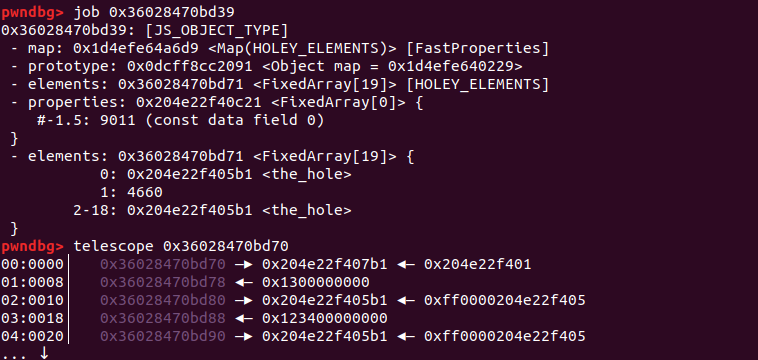 pwndbg> job 0x36028470bd39
0x36028470bd39: [JS_OBJECT_TYPE]
 - map: 0x1d4efe64a6d9 <Map(HOLEY_ELEMENTS)> [FastProperties]
 - prototype: 0x0dcff8cc2091 <Object map = 0x1d4efe640229>
 - elements: 0x36028470bd71 <FixedArray[19]> [HOLEY_ELEMENTS]
 - properties: 0x204e22f40c21 <FixedArray[0]> {
    #-1.5: 9011 (const data field 0)
 }
 - elements: 0x36028470bd71 <FixedArray[19]> {
           0: 0x204e22f405b1 <the_hole>
           1: 4660
        2-18: 0x204e22f405b1 <the_hole>
 }
pwndbg> telescope 0x36028470bd70
00:0000│   0x36028470bd70 —▸ 0x204e22f407b1 ◂— 0x204e22f401
01:0008│   0x36028470bd78 ◂— 0x1300000000
02:0010│   0x36028470bd80 —▸ 0x204e22f405b1 ◂— 0xff0000204e22f405
03:0018│   0x36028470bd88 ◂— 0x123400000000
04:0020│   0x36028470bd90 —▸ 0x204e22f405b1 ◂— 0xff0000204e22f405
... ↓